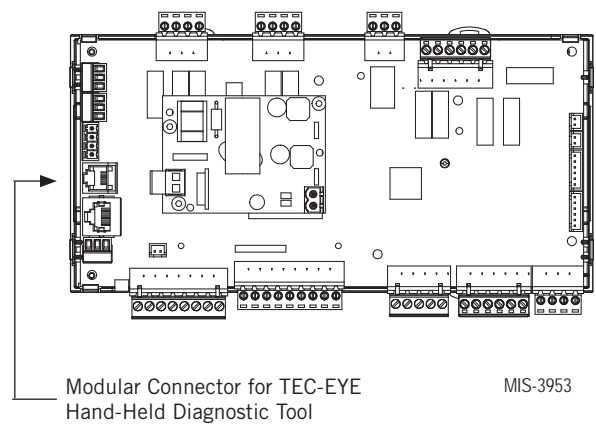 Modular Connector for TEC-EYE
Hand-Held Diagnostic Tool
MIS-3953